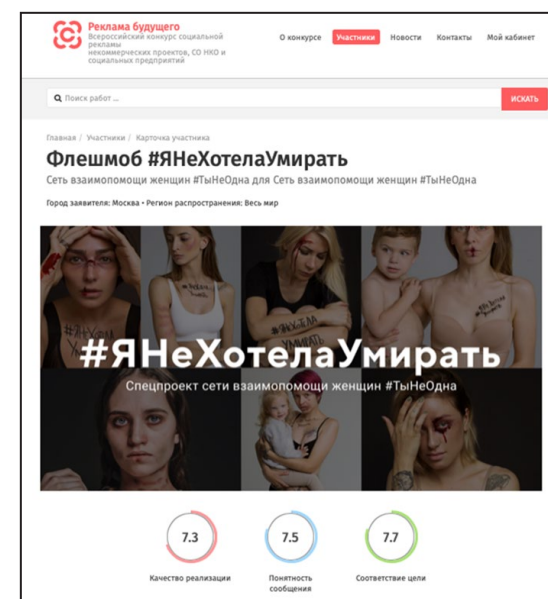 Реклама будущего
Всероссийский конкурс социальной
рекламы
некоммерческих проектов, СО НКО и
социальных предприятий
О конкурсе Участники Новости Контакты Мой кабинет
Поиск работ ...
ИСКАТЬ
Главная / Участники / Карточка участника
Флешмоб #ЯНеХотелаУмирать
Сеть взаимопомощи женщин #ТыНеОдна для Сеть взаимопомощи женщин #ТыНеОдна
Город заявителя: Москва • Регион распространения: Весь мир
#ЯНеХотелаУмирать
Спецпроект сети взаимопомощи женщин #ТыНеОдна
7.3
7.5
7.7
Качество реализации
Понятность
сообщения
Соответствие цели